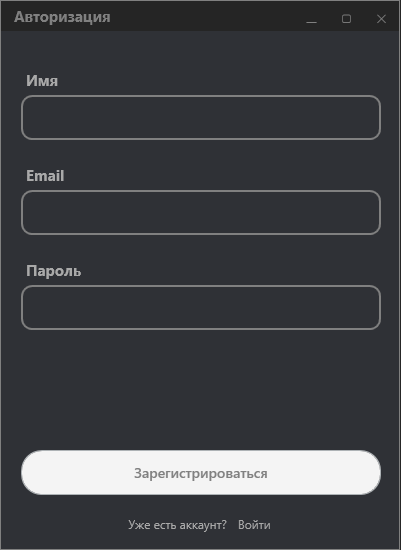 Авторизация
Имя
Email
Пароль
Зарегистрироваться
Уже есть аккаунт? Войти